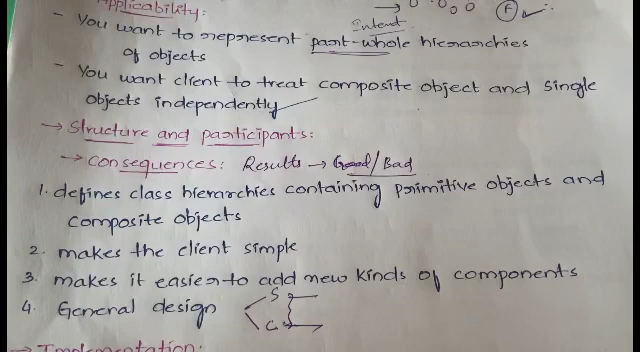 Applicability:
Intend
F
- You want to represent part-whole hierarchies
of objects
- You want client to treat composite object and single
objects independently
→ Structure and participants:
→ Consequences: Results → Good/Bad
1. defines class hierarchies containing primitive objects and
composite objects
2. makes the client simple
3. makes it easier to add new kinds of components
4. General design
S
C
→ Implementation: